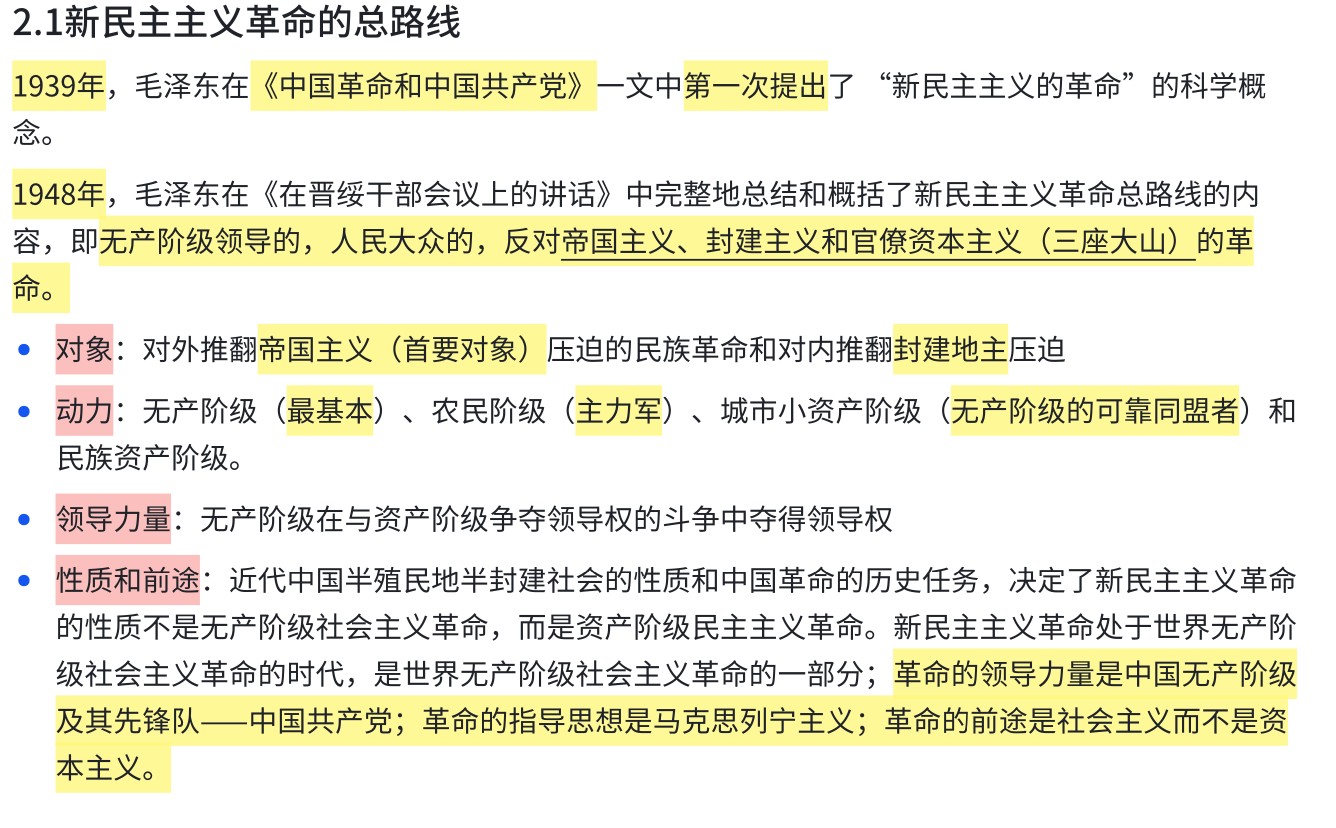 2.1新民主主义革命的总路线
1939年，毛泽东在《中国革命和中国共产党》一文中第一次提出了 “新民主主义的革命”的科学概
念。
1948年，毛泽东在《在晋绥干部会议上的讲话》中完整地总结和概括了新民主主义革命总路线的内
容，即无产阶级领导的，人民大众的，反对帝国主义、封建主义和官僚资本主义（三座大山）的革
命。
• 对象：对外推翻帝国主义（首要对象）压迫的民族革命和对内推翻封建地主压迫
• 动力：无产阶级（最基本）、农民阶级（主力军）、城市小资产阶级（无产阶级的可靠同盟者）和
民族资产阶级。
• 领导力量：无产阶级在与资产阶级争夺领导权的斗争中夺得领导权
• 性质和前途：近代中国半殖民地半封建社会的性质和中国革命的历史任务，决定了新民主主义革命
的性质不是无产阶级社会主义革命，而是资产阶级民主主义革命。新民主主义革命处于世界无产阶
级社会主义革命的时代，是世界无产阶级社会主义革命的一部分；革命的领导力量是中国无产阶级
及其先锋队——中国共产党；革命的指导思想是马克思列宁主义；革命的前途是社会主义而不是资
本主义。